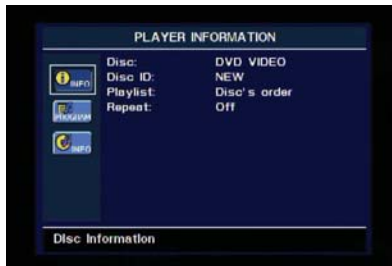 PLAYER INFORMATION
INFO
Disc: DVD VIDEO
Disc ID: NEW
PROGRAM
Playlist: Disc's order
Repeat: Off
INFO
Disc Information